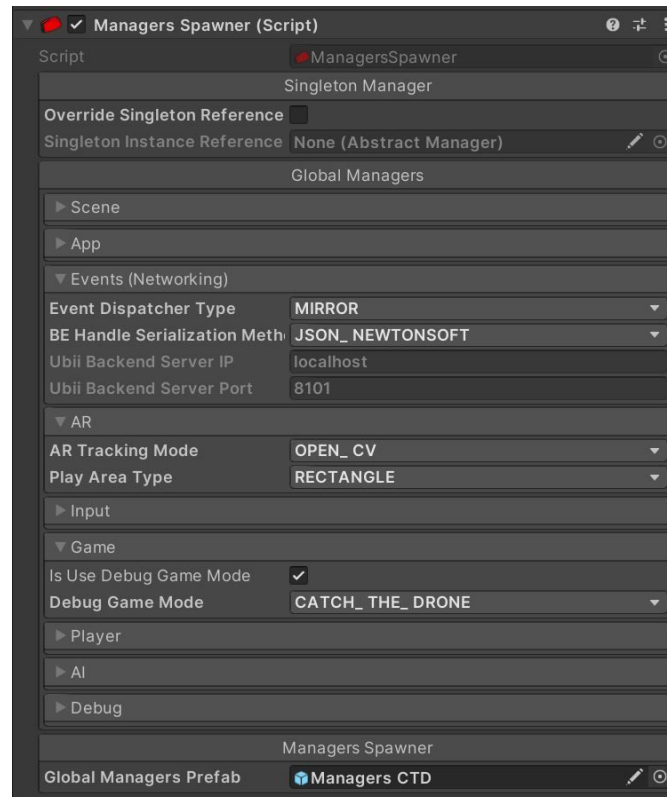 Managers Spawner (Script)
Script ManagersSpawner
Singleton Manager
Override Singleton Reference
Singleton Instance Reference None (Abstract Manager)
Global Managers
Scene
App
Events (Networking)
Event Dispatcher Type MIRROR
BE Handle Serialization Meth JSON_ NEWTONSOFT
Ubii Backend Server IP localhost
Ubii Backend Server Port 8101
AR
AR Tracking Mode OPEN_ CV
Play Area Type RECTANGLE
Input
Game
Is Use Debug Game Mode
Debug Game Mode CATCH_ THE_ DRONE
Player
AI
Debug
Managers Spawner
Global Managers Prefab Managers CTD